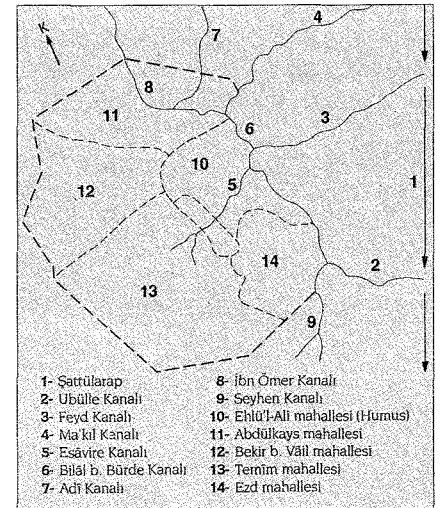 K
4
7
8
3
11
6
10
12
5
1
14
2
13
9
1- Şattülarap
2- Übülle Kanalı
3- Feyd Kanalı
4- Ma'kıl Kanalı
5- Esâvire Kanalı
6- Bilâl b. Bürde Kanalı
7- Adî Kanalı
8- İbn Ömer Kanalı
9- Seyhen Kanalı
10- Ehlü'l-Ali mahallesi (Humus)
11- Abdülkays mahallesi
12- Bekir b. Vâil mahallesi
13- Temîm mahallesi
14- Ezd mahallesi